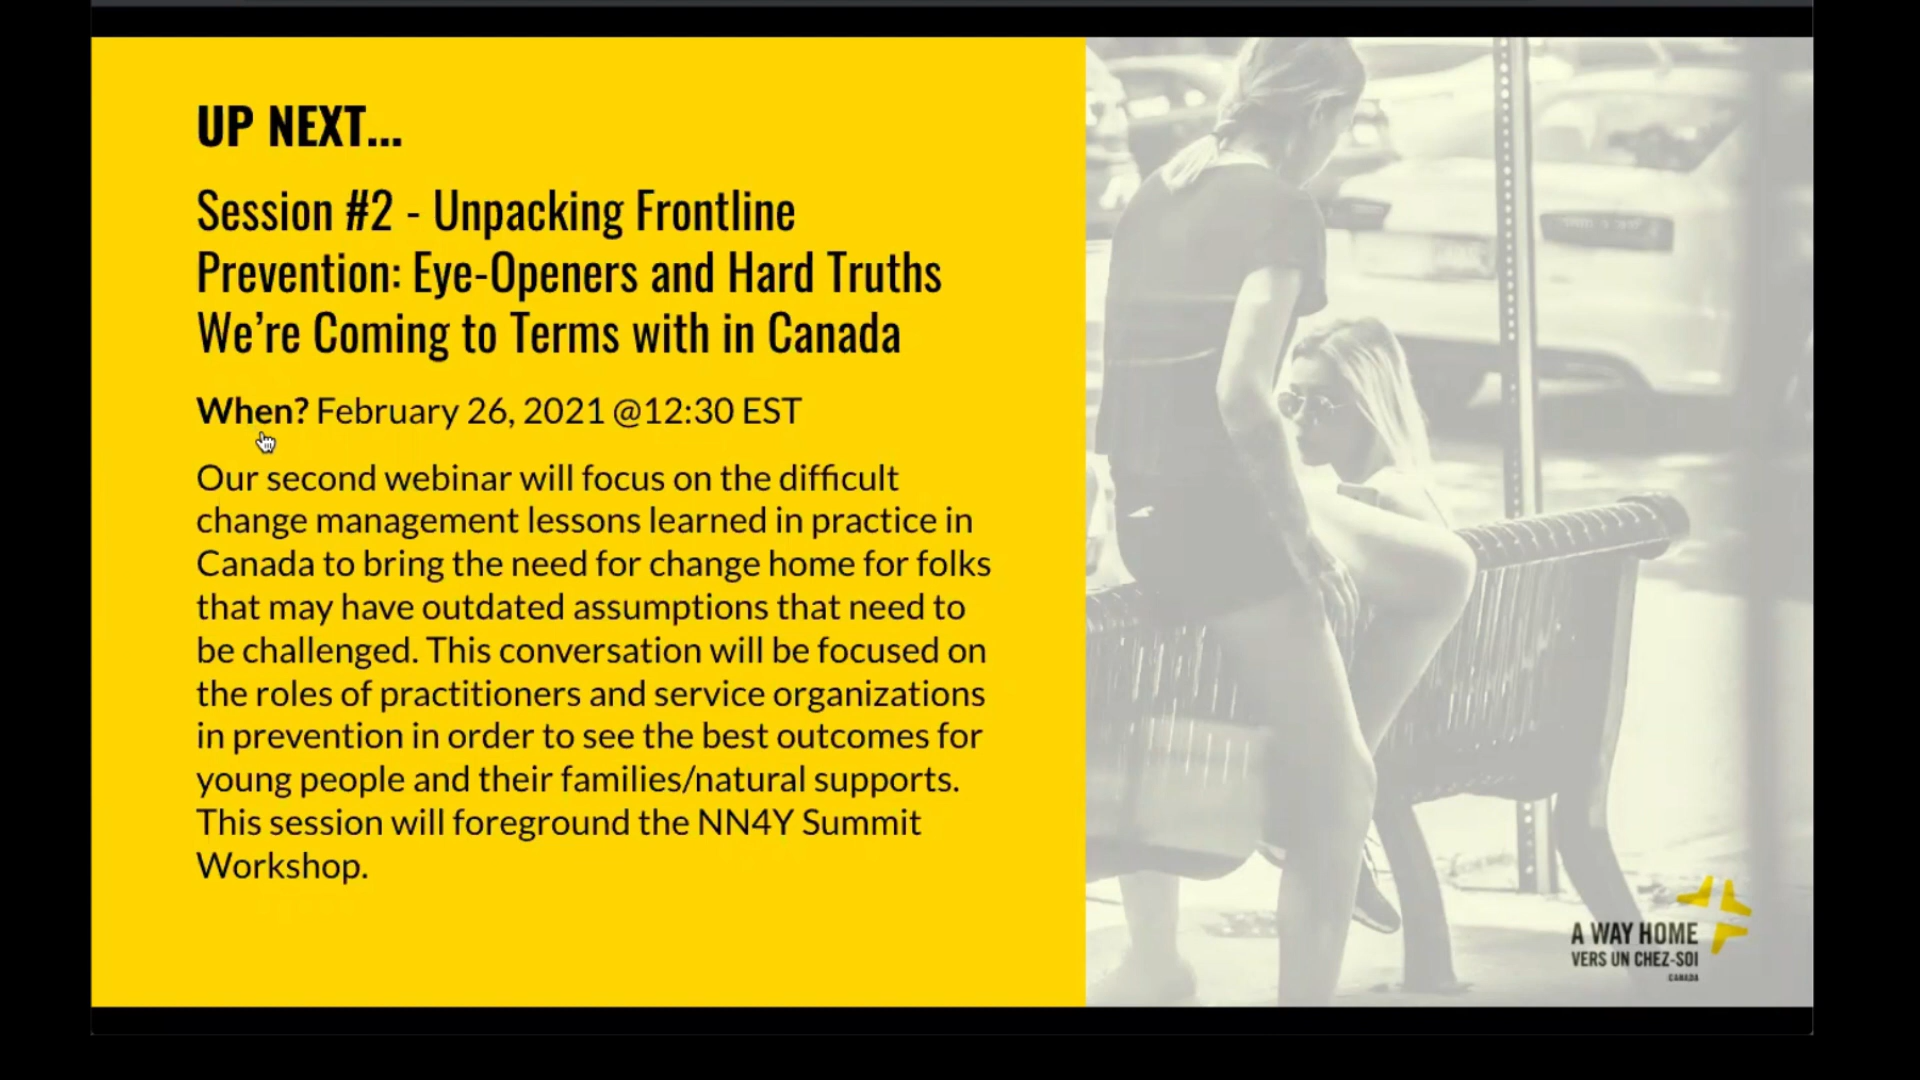 UP NEXT...
Session #2 - Unpacking Frontline
Prevention: Eye-Openers and Hard Truths
We’re Coming to Terms with in Canada
When? February 26, 2021 @12:30 EST
Our second webinar will focus on the difficult
change management lessons learned in practice in
Canada to bring the need for change home for folks
that may have outdated assumptions that need to
be challenged. This conversation will be focused on
the roles of practitioners and service organizations
in prevention in order to see the best outcomes for
young people and their families/natural supports.
This session will foreground the NN4Y Summit
Workshop.
A WAY HOME
VERS UN CHEZ-SOI
CANADA